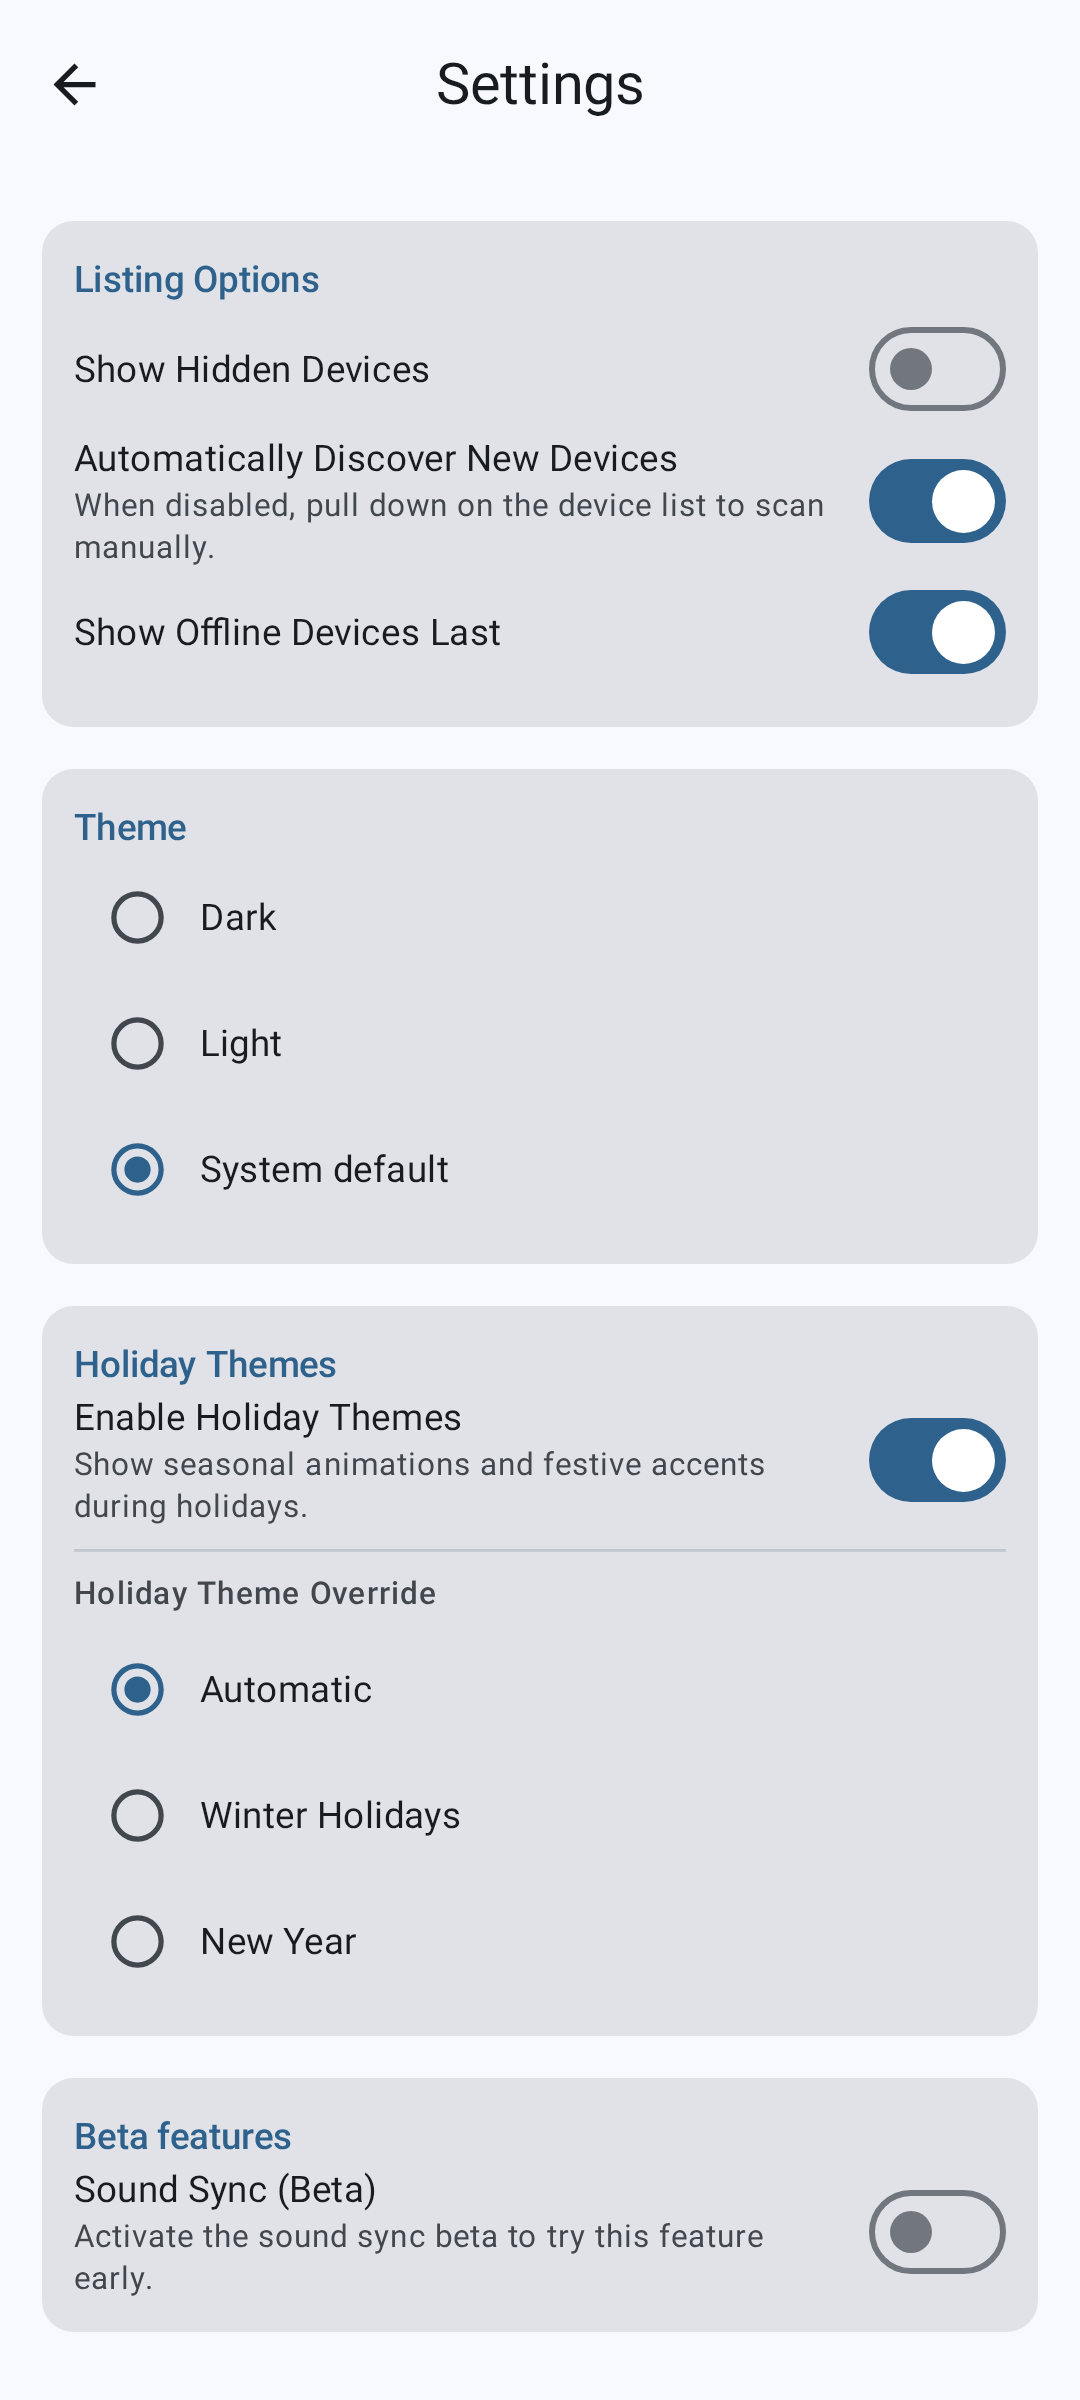 Settings
Listing Options
Show Hidden Devices
Automatically Discover New Devices
When disabled, pull down on the device list to scan
manually.
Show Offline Devices Last
Theme
Dark
Light
System default
Holiday Themes
Enable Holiday Themes
Show seasonal animations and festive accents
during holidays.
Holiday Theme Override
Automatic
Winter Holidays
New Year
Beta features
Sound Sync (Beta)
Activate the sound sync beta to try this feature
early.